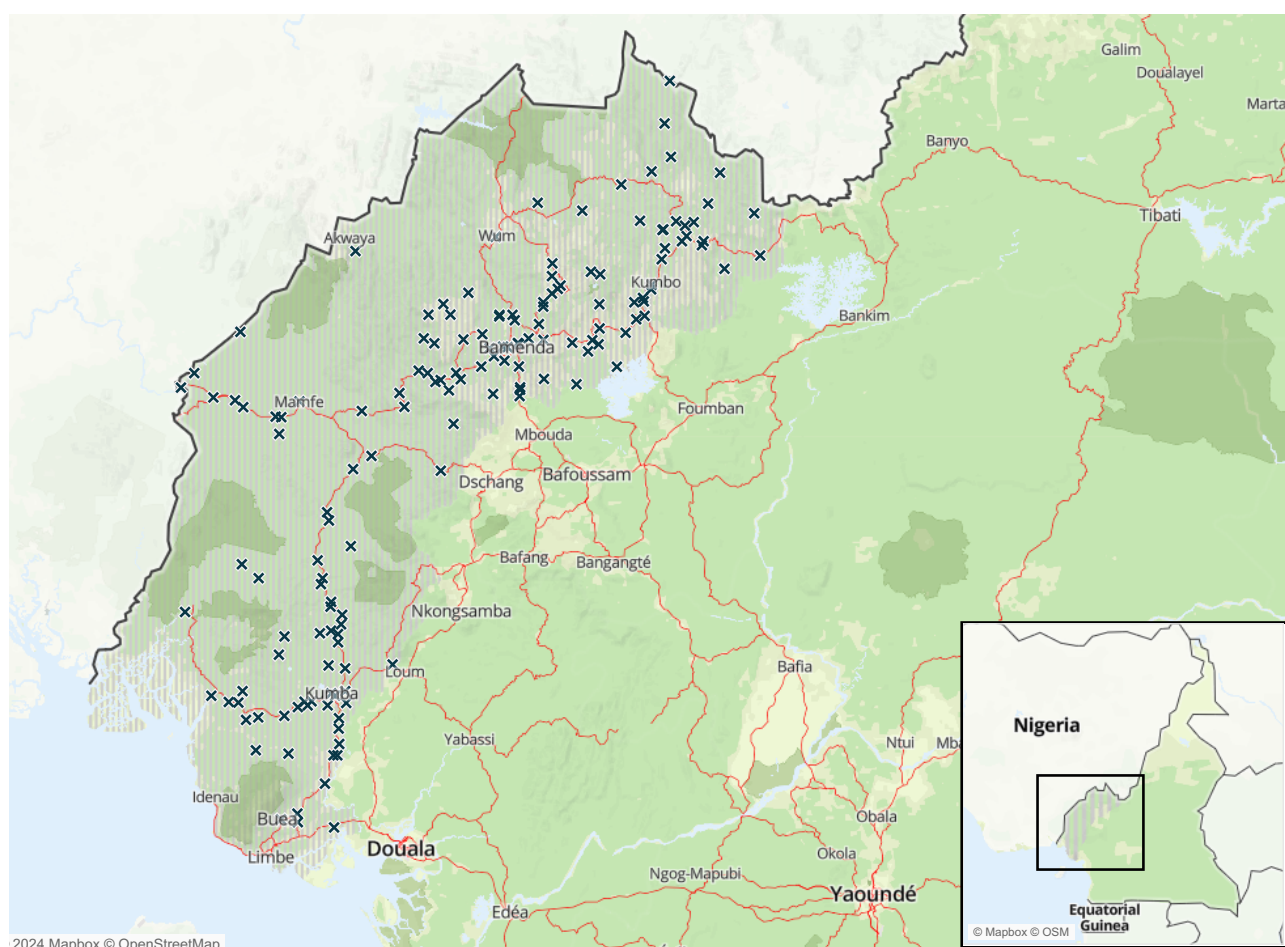 Galim
Doualayel
Marta
Banyo
Tibati
Akwaya
Wum
Kumbo
Bankim
Bamenda
Mamfe
Foumban
Mbouda
Dschang
Bafoussam
Bafang
Bangangté
Nkongsamba
Loum
Bafia
Kumba
Yabassi
Ntui
Mba
Idenau
Buea
Limbe
Douala
Obala
Okola
Ngog-Mapubi
Yaoundé
Edéa
Nigeria
Equatorial
Guinea
© Mapbox © OSM
2024 Mapbox © OpenStreetMap